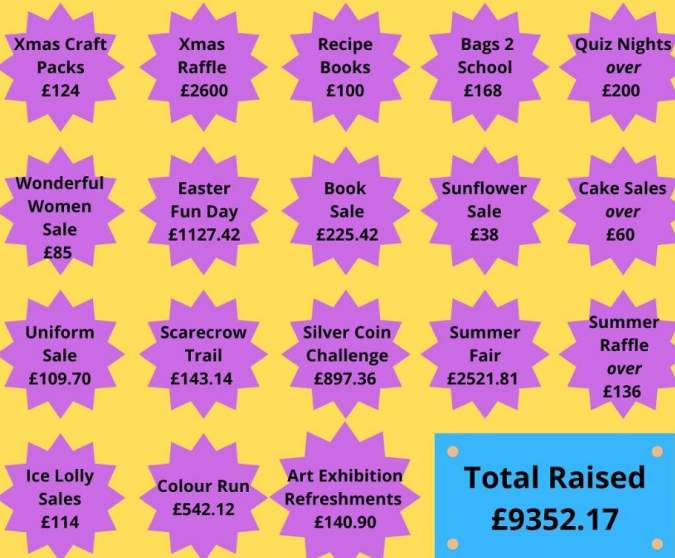 Xmas Craft
Packs
£124
Xmas
Raffle
£2600
Recipe
Books
£100
Bags 2
School
£168
Quiz Nights
over
£200
Wonderful
Women
Sale
£85
Easter
Fun Day
£1127.42
Book
Sale
£225.42
Sunflower
Sale
£38
Cake Sales
over
£60
Uniform
Sale
£109.70
Scarecrow
Trail
£143.14
Silver Coin
Challenge
£897.36
Summer
Fair
£2521.81
Summer
Raffle
over
£136
Ice Lolly
Sales
£114
Colour Run
£542.12
Art Exhibition
Refreshments
£140.90
Total Raised
£9352.17